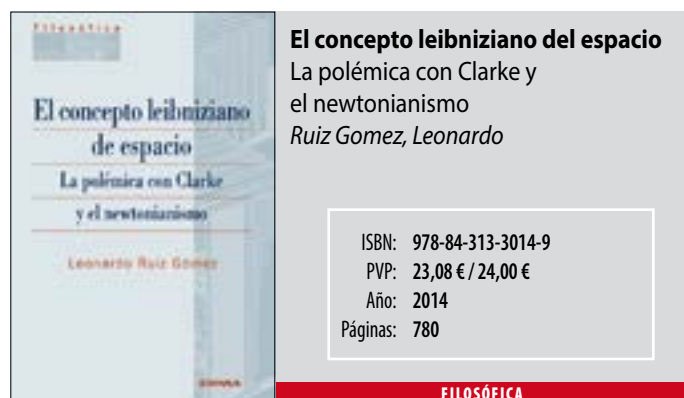 Filosófica
El concepto leibniziano
de espacio
La polémica con Clarke
y el newtonianismo
Leonardo Ruiz Gómez
EUNSA
El concepto leibniziano del espacio
La polémica con Clarke y
el newtonianismo
Ruiz Gomez, Leonardo
ISBN: 978-84-313-3014-9
PVP: 23,08 € / 24,00 €
Año: 2014
Páginas: 780
FILOSÓFICA